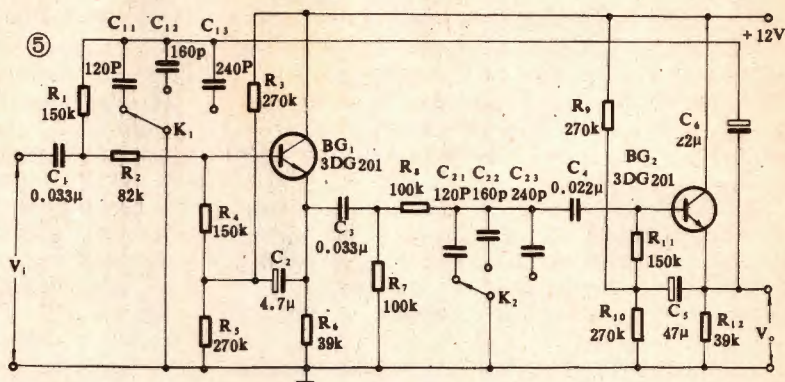 ⑤
C₁₁ C₁₂ C₁₃
120P
160p
240P
R₁
150k
R₃
270k
K₁
+12V
R₉
270k
C₆
22μ
C₁
0.033μ
R₂
82k
BG₁
3DG201
R₈
100k
C₂₁ C₂₂ C₂₃
120P 160p 240p
C₄
0.022μ
BG₂
3DG201
R₄
150k
C₃
0.033μ
R₁₁
150k
Vᵢ
C₂
4.7μ
R₇
100k
K₂
R₅
270k
R₆
39k
R₁₀
270k
C₅
47μ
R₁₂
39k
Vₒ